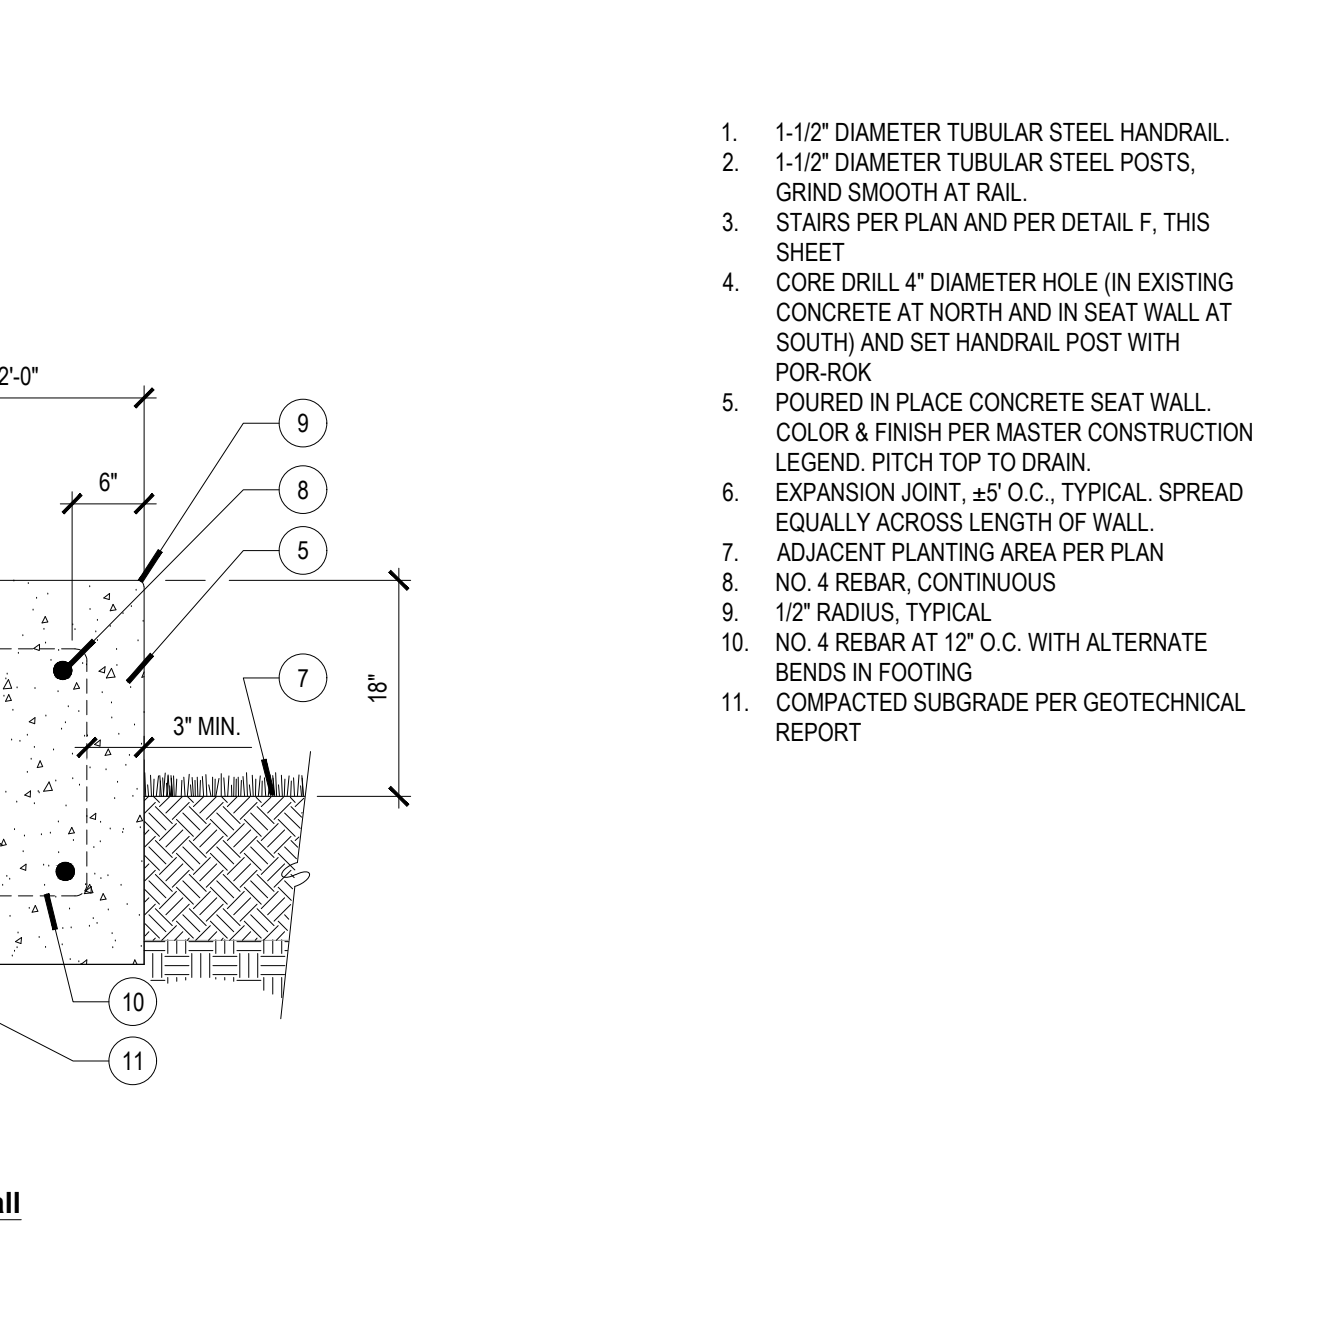 1. 1-1/2" DIAMETER TUBULAR STEEL HANDRAIL.
2. 1-1/2" DIAMETER TUBULAR STEEL POSTS,
GRIND SMOOTH AT RAIL.
3. STAIRS PER PLAN AND PER DETAIL F, THIS
SHEET
4. CORE DRILL 4" DIAMETER HOLE (IN EXISTING
CONCRETE AT NORTH AND IN SEAT WALL AT
SOUTH) AND SET HANDRAIL POST WITH
POR-ROK
5. POURED IN PLACE CONCRETE SEAT WALL.
COLOR & FINISH PER MASTER CONSTRUCTION
LEGEND. PITCH TOP TO DRAIN.
6. EXPANSION JOINT, ±5' O.C., TYPICAL. SPREAD
EQUALLY ACROSS LENGTH OF WALL.
7. ADJACENT PLANTING AREA PER PLAN
8. NO. 4 REBAR, CONTINUOUS
9. 1/2" RADIUS, TYPICAL
10. NO. 4 REBAR AT 12" O.C. WITH ALTERNATE
BENDS IN FOOTING
11. COMPACTED SUBGRADE PER GEOTECHNICAL
REPORT
2'-0"
9
6"
8
5
7
18"
3" MIN.
10
11
all